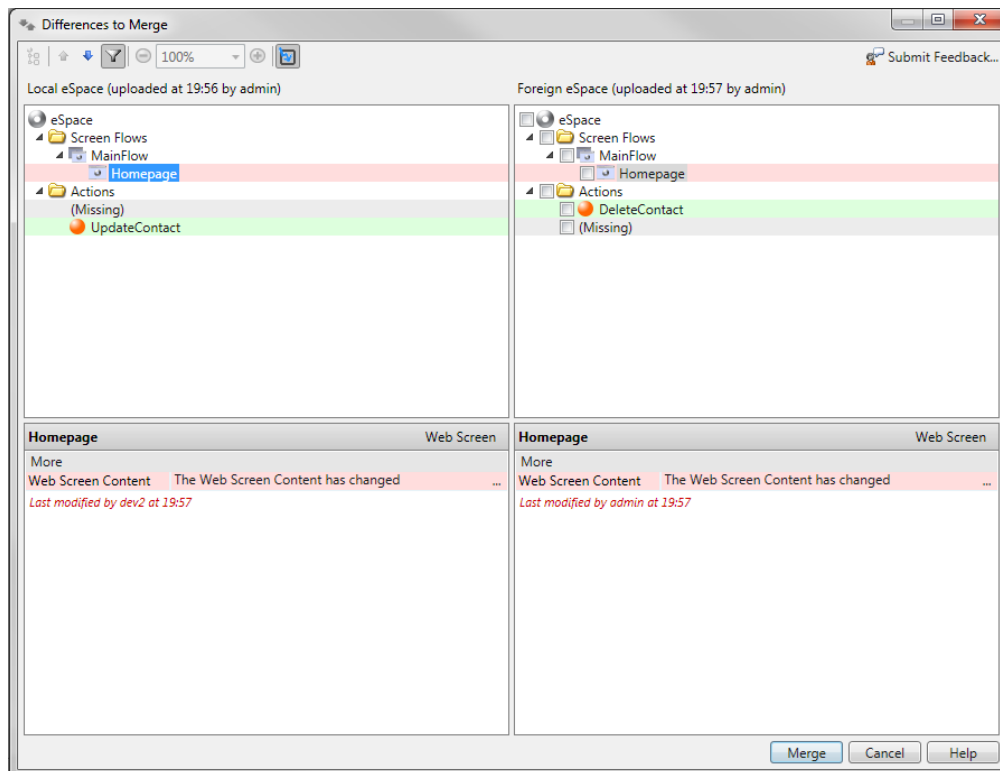 Differences to Merge
100%
Submit Feedback...
Local eSpace (uploaded at 19:56 by admin)
eSpace
Screen Flows
MainFlow
Homepage
Actions
(Missing)
UpdateContact
Foreign eSpace (uploaded at 19:57 by admin)
eSpace
Screen Flows
MainFlow
Homepage
Actions
DeleteContact
(Missing)
Homepage Web Screen
More
Web Screen Content The Web Screen Content has changed ...
Last modified by dev2 at 19:57
Homepage Web Screen
More
Web Screen Content The Web Screen Content has changed ...
Last modified by admin at 19:57
Merge Cancel Help